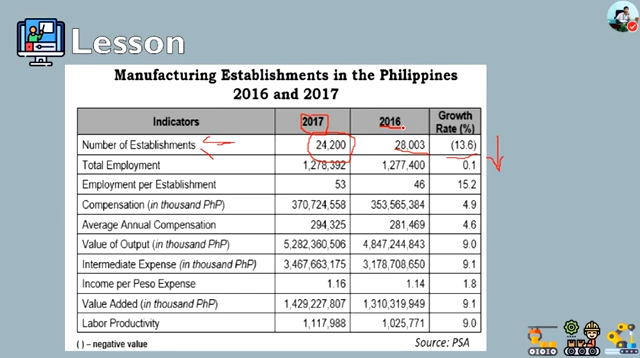 Lesson
Manufacturing Establishments in the Philippines
2016 and 2017
Indicators 2017 2016 Growth Rate (%)
Number of Establishments 24,200 28,003 (13.6)
Total Employment 1,278,392 1,277,400 0.1
Employment per Establishment 53 46 15.2
Compensation (in thousand PhP) 370,724,558 353,565,384 4.9
Average Annual Compensation 294,325 281,469 4.6
Value of Output (in thousand PhP) 5,282,360,506 4,847,244,843 9.0
Intermediate Expense (in thousand PhP) 3,467,663,175 3,178,708,650 9.1
Income per Peso Expense 1.16 1.14 1.8
Value Added (in thousand PhP) 1,429,227,807 1,310,319,949 9.1
Labor Productivity 1,117,988 1,025,771 9.0
( ) – negative value Source: PSA